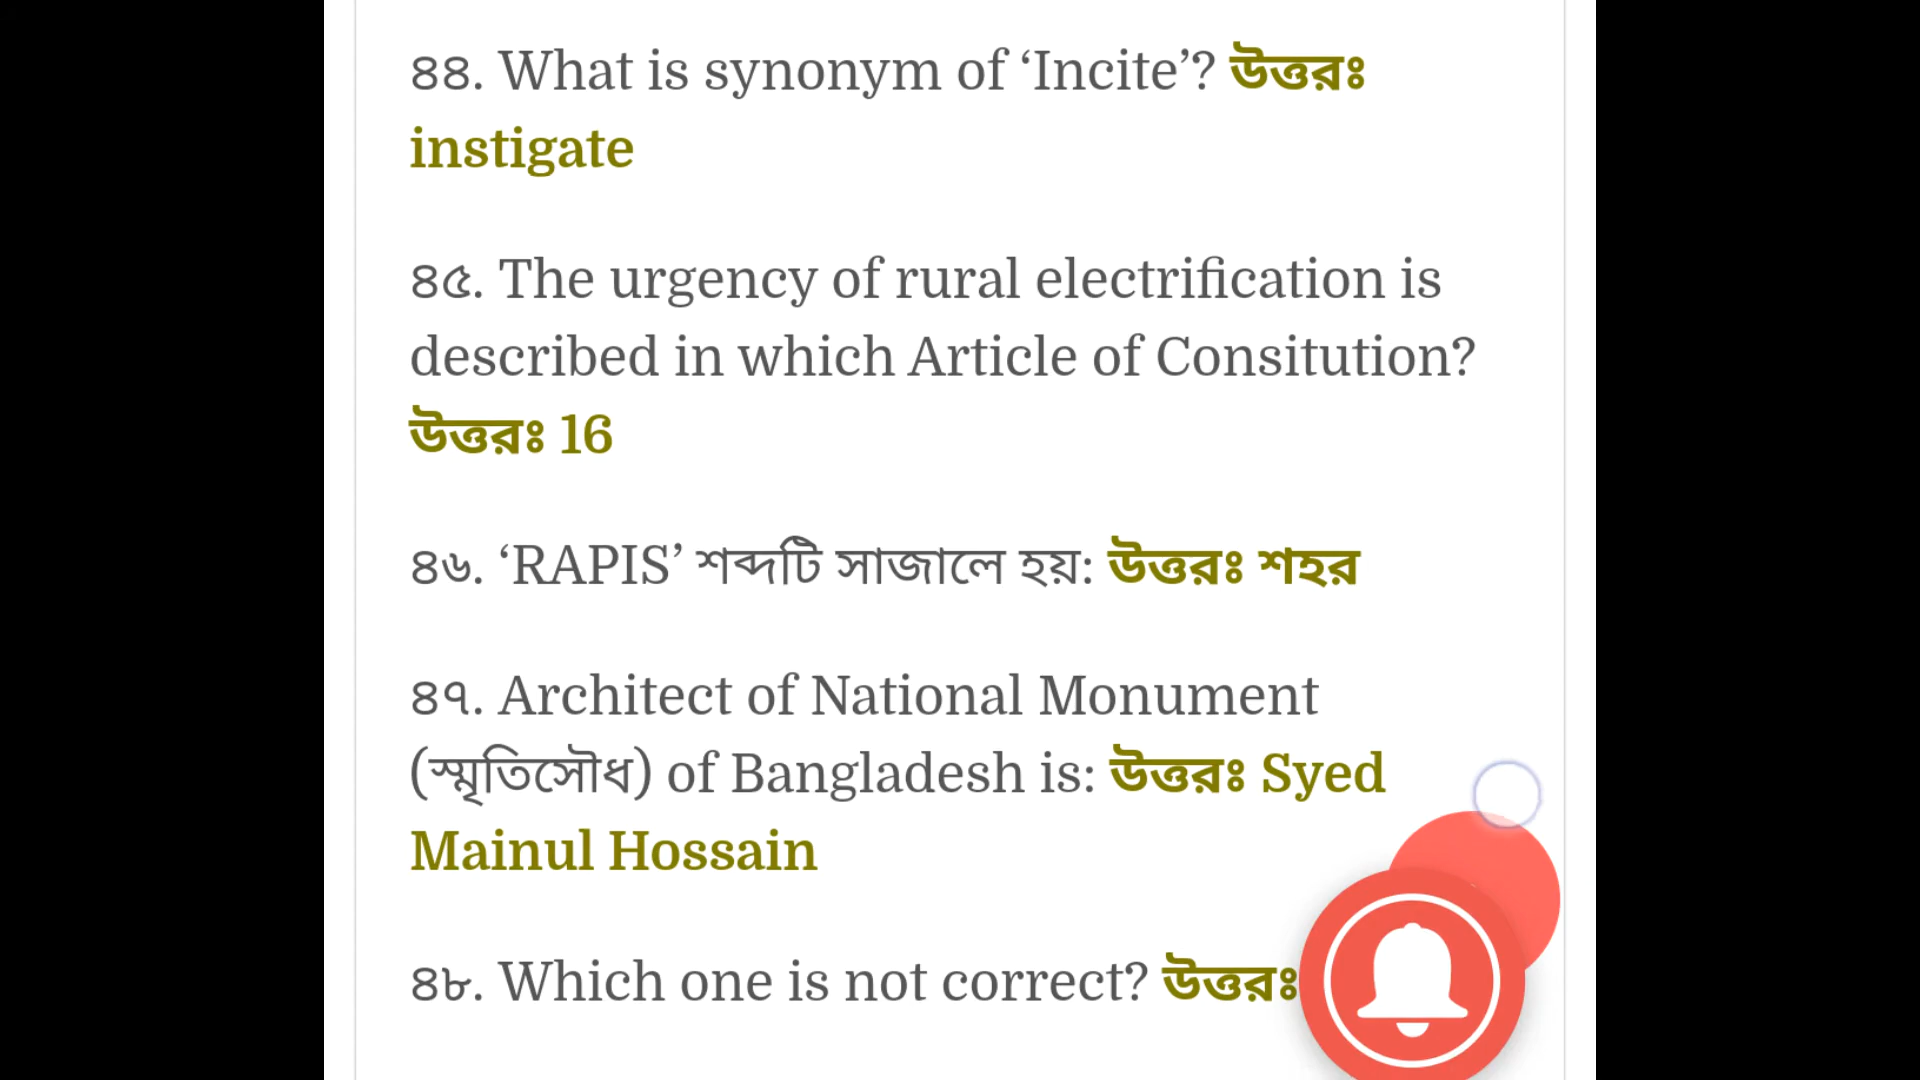 ৪৪. What is synonym of ‘Incite’? উত্তরঃ
instigate
৪৫. The urgency of rural electrification is
described in which Article of Consitution?
উত্তরঃ 16
৪৬. ‘RAPIS’ শব্দটি সাজালে হয়: উত্তরঃ শহর
৪৭. Architect of National Monument
(স্মৃতিসৌধ) of Bangladesh is: উত্তরঃ Syed
Mainul Hossain
৪৮. Which one is not correct? উত্তরঃ